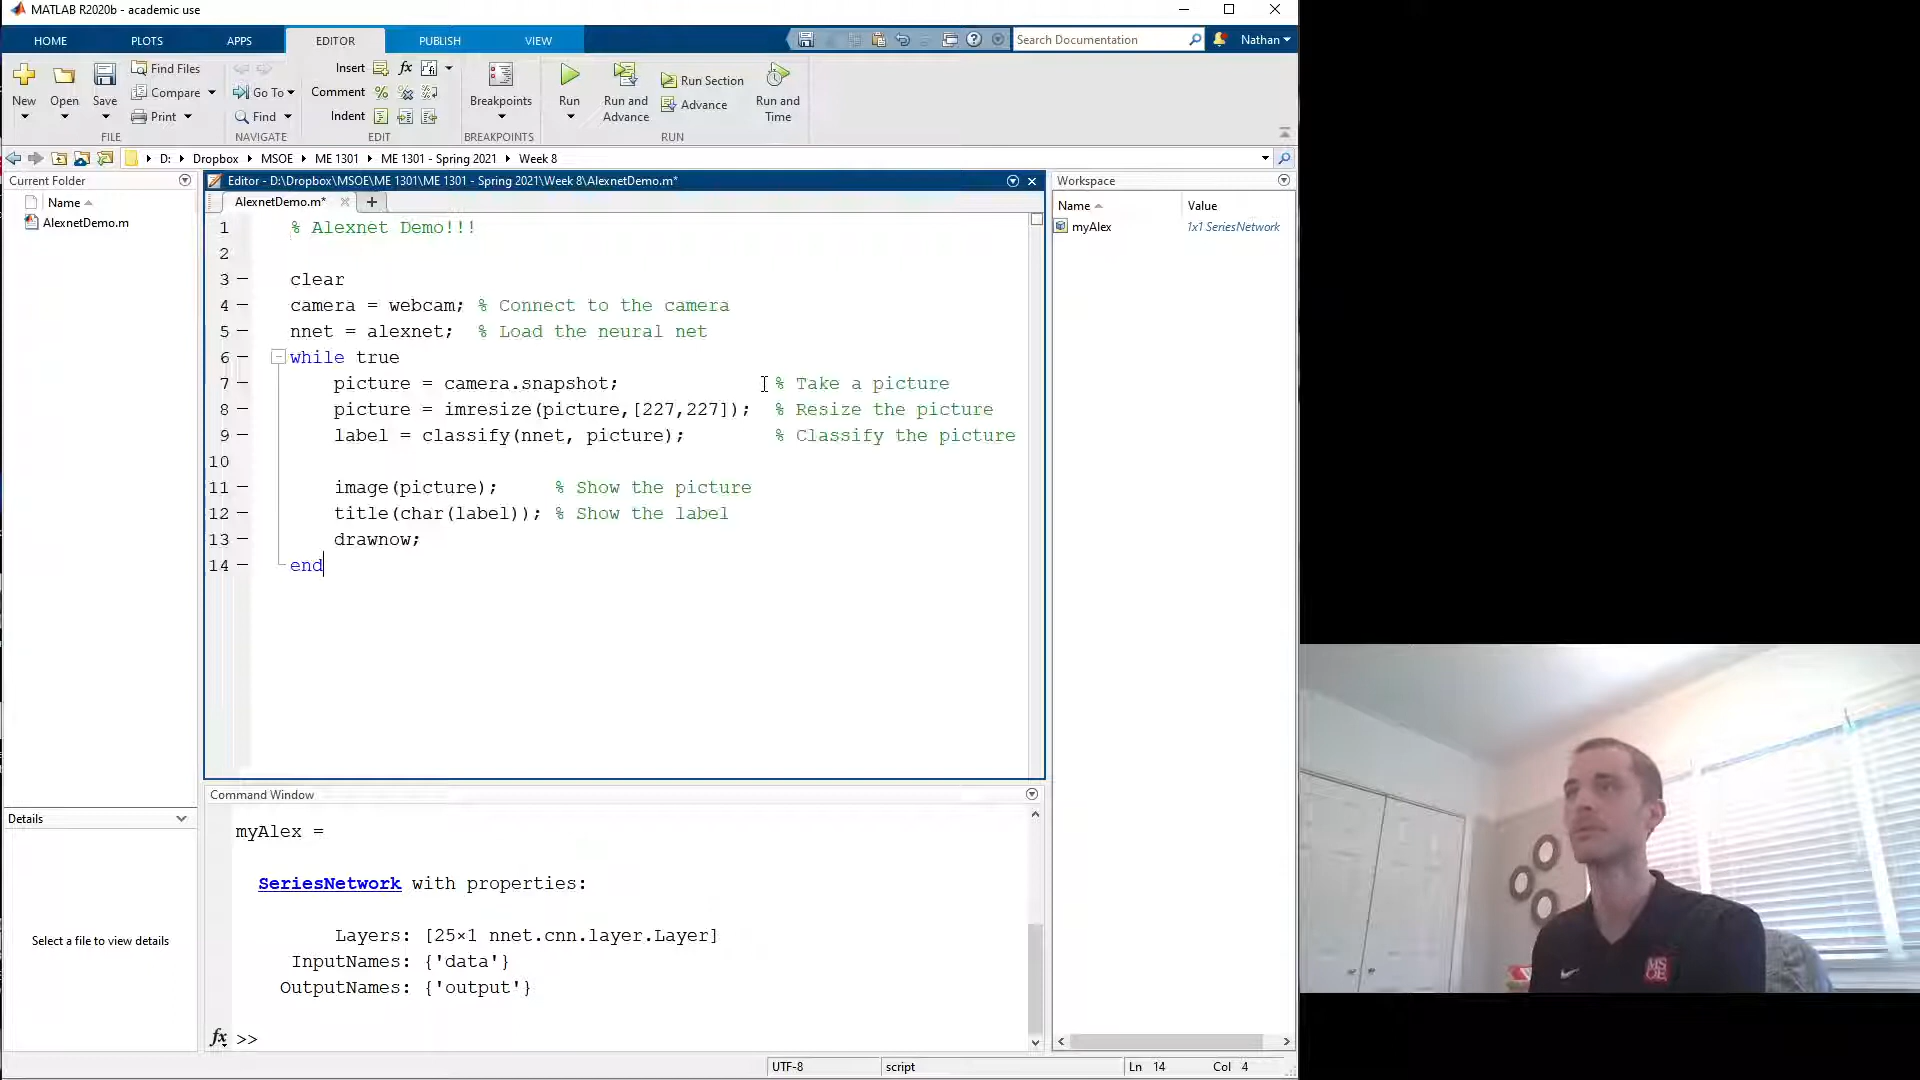 MATLAB R2020b - academic use
HOME PLOTS APPS EDITOR PUBLISH VIEW Search Documentation Nathan
New Open Save Find Files Compare Print
FILE
Go To Find
NAVIGATE
Insert fx
Comment
Indent
EDIT
Breakpoints
BREAKPOINTS
Run Run and Advance Run Section Advance Run and Time
RUN
D: Dropbox MSOE ME 1301 ME 1301 - Spring 2021 Week 8
Current Folder
Name
AlexnetDemo.m
Details
Select a file to view details
Editor - D:\Dropbox\MSOE\ME 1301\ME 1301 - Spring 2021\Week 8\AlexnetDemo.m*
AlexnetDemo.m* +
1 % Alexnet Demo!!!
2
3 clear
4 camera = webcam; % Connect to the camera
5 nnet = alexnet; % Load the neural net
6 while true
7 picture = camera.snapshot; % Take a picture
8 picture = imresize(picture,[227,227]); % Resize the picture
9 label = classify(nnet, picture); % Classify the picture
10
11 image(picture); % Show the picture
12 title(char(label)); % Show the label
13 drawnow;
14 end
Command Window
myAlex =
SeriesNetwork with properties:
Layers: [25×1 nnet.cnn.layer.Layer]
InputNames: {'data'}
OutputNames: {'output'}
fx >>
Workspace
Name Value
myAlex 1x1 SeriesNetwork
UTF-8 script Ln 14 Col 4
MS
OE